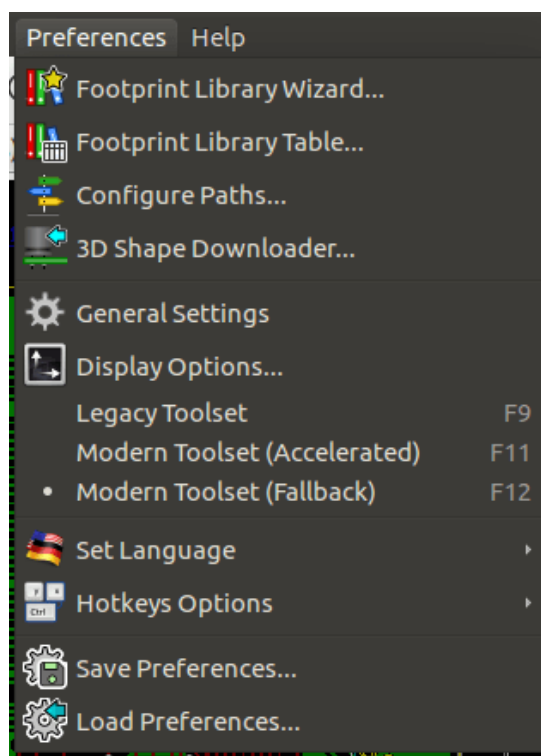 Preferences Help
Footprint Library Wizard...
Footprint Library Table...
Configure Paths...
3D Shape Downloader...
General Settings
Display Options...
Legacy Toolset F9
Modern Toolset (Accelerated) F11
Modern Toolset (Fallback) F12
Set Language
Hotkeys Options
Save Preferences...
Load Preferences...